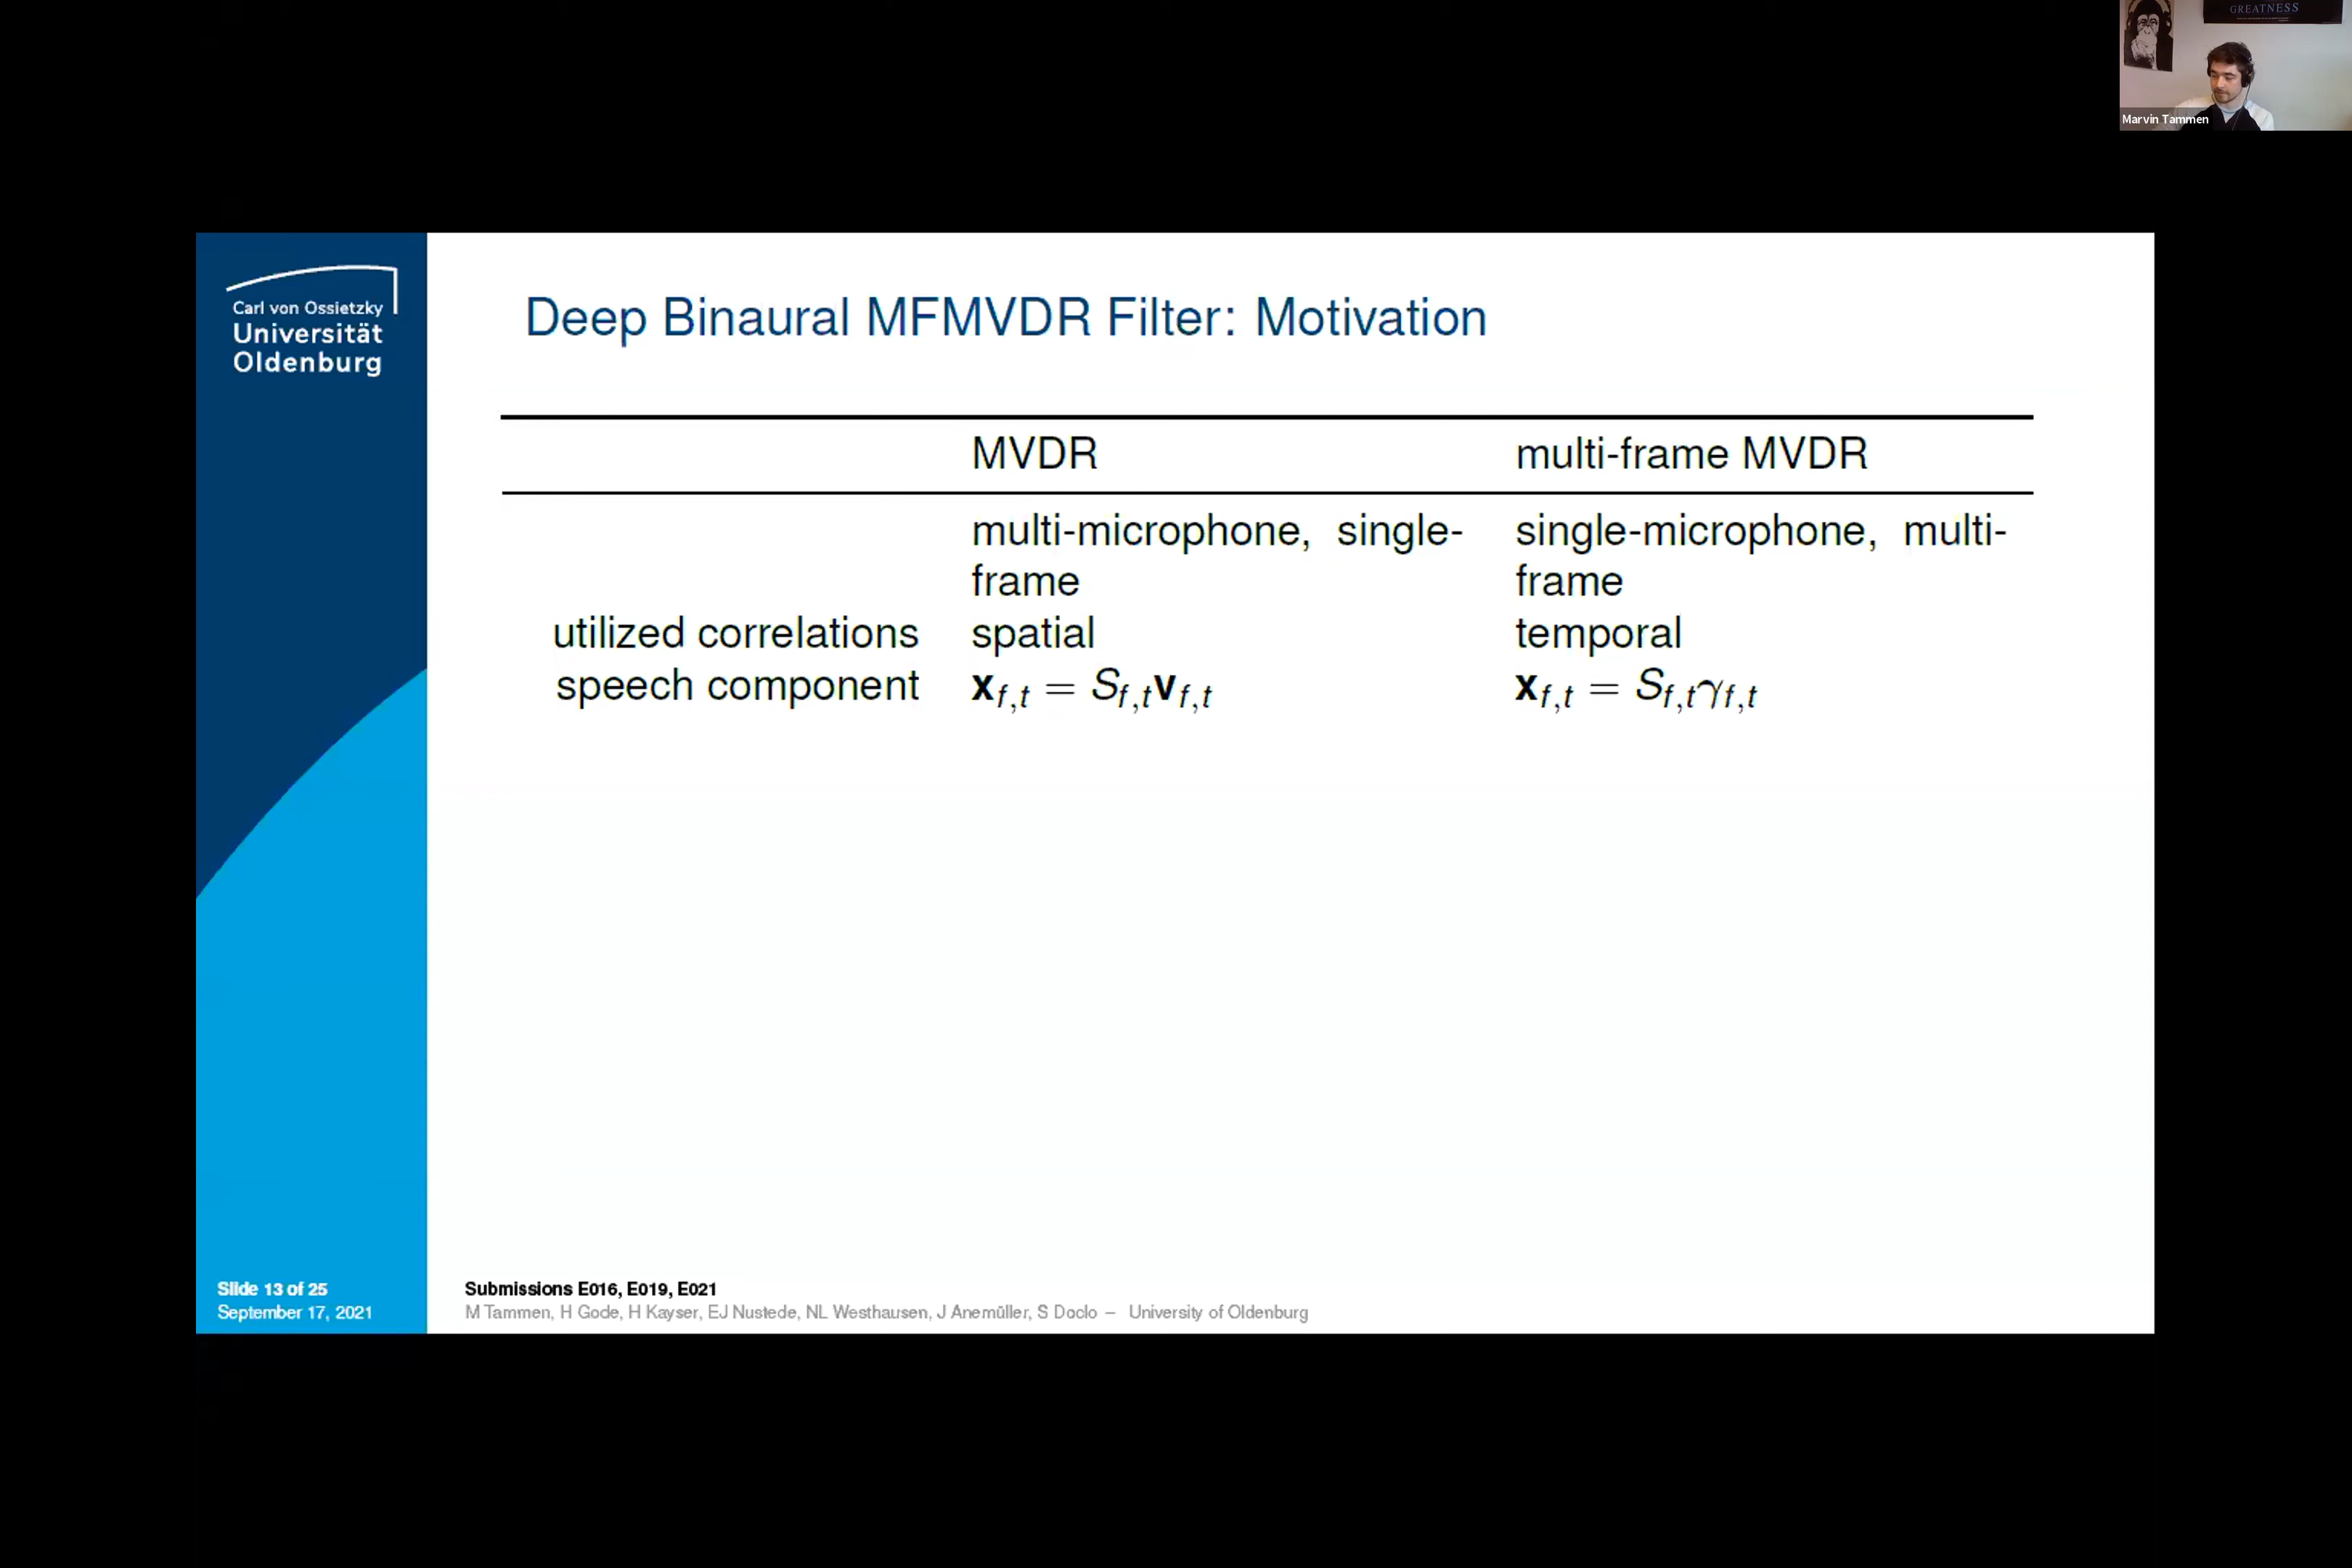 GREATNESS
Marvin Tammen
Carl von Ossietzky
Universität
Oldenburg
Deep Binaural MFMVDR Filter: Motivation
MVDR multi-frame MVDR
multi-microphone, single- single-microphone, multi-
frame frame
utilized correlations spatial temporal
speech component x_{f,t} = S_{f,t}v_{f,t} x_{f,t} = S_{f,t}γ_{f,t}
Slide 13 of 25
September 17, 2021
Submissions E016, E019, E021
M Tammen, H Gode, H Kayser, EJ Nustede, NL Westhausen, J Anemüller, S Doclo – University of Oldenburg